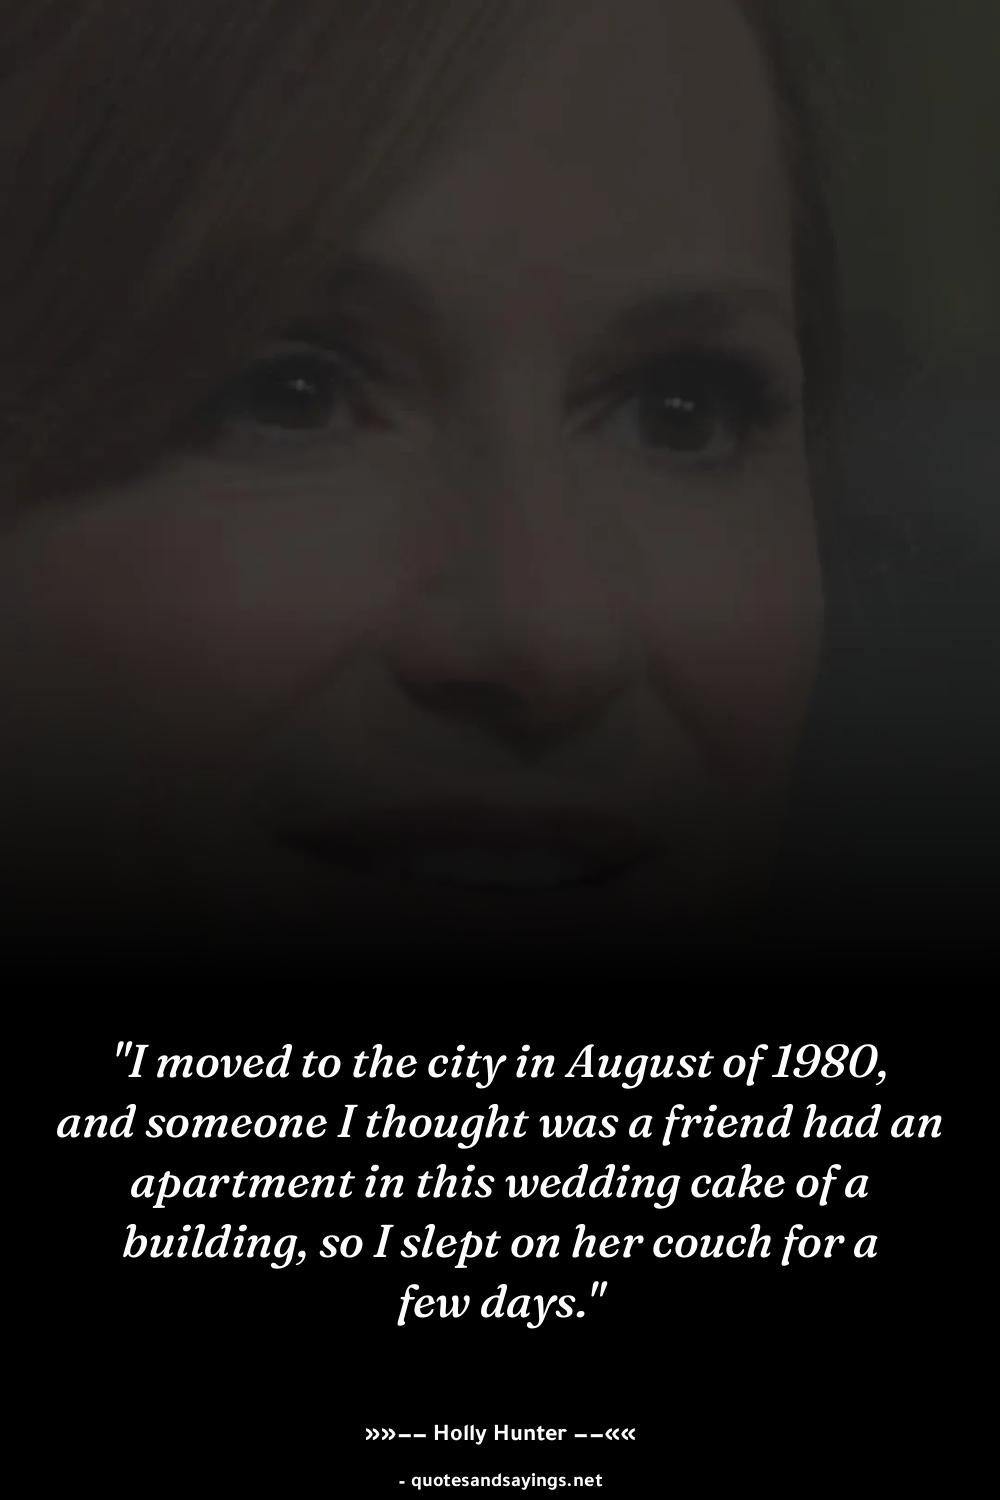 "I moved to the city in August of 1980,
and someone I thought was a friend had an
apartment in this wedding cake of a
building, so I slept on her couch for a
few days."
»»–– Holly Hunter ––««
- quotesandsayings.net